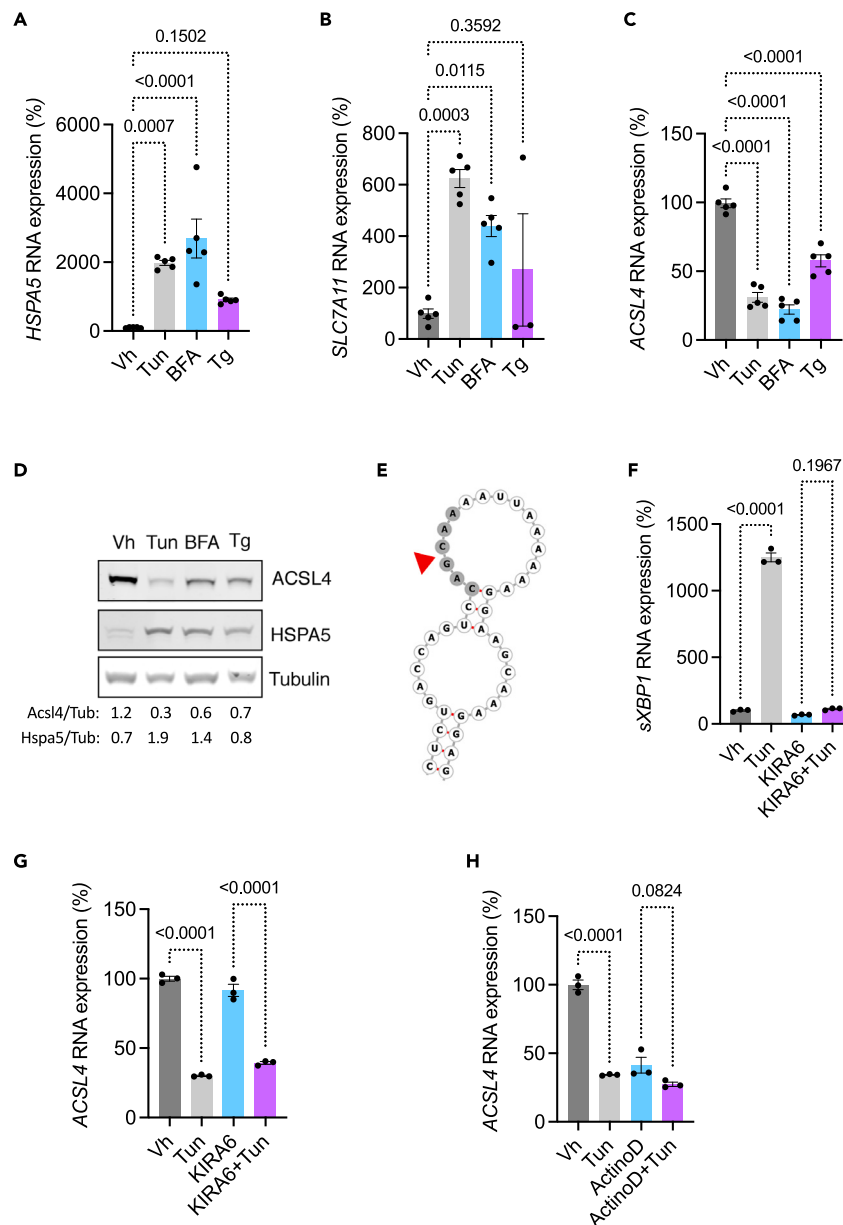 A
HSPA5 RNA expression (%)
0.1502
<0.0001
0.0007
6000
4000
2000
0
Vh
Tun
BFA
Tg
B
SLC7A11 RNA expression (%)
0.3592
0.0115
0.0003
800
600
400
200
0
Vh
Tun
BFA
Tg
C
ACSL4 RNA expression (%)
<0.0001
<0.0001
<0.0001
150
100
50
0
Vh
Tun
BFA
Tg
D
Vh Tun BFA Tg
ACSL4
HSPA5
Tubulin
Acsl4/Tub: 1.2 0.3 0.6 0.7
Hspa5/Tub: 0.7 1.9 1.4 0.8
E
C U C U G A C C A G U C C A G C A A A A U U A A A A A G G A A G C A A A G G A G
F
sXBP1 RNA expression (%)
0.1967
<0.0001
1500
1000
500
0
Vh
Tun
KIRA6
KIRA6+Tun
G
ACSL4 RNA expression (%)
<0.0001
<0.0001
150
100
50
0
Vh
Tun
KIRA6
KIRA6+Tun
H
ACSL4 RNA expression (%)
0.0824
<0.0001
150
100
50
0
Vh
Tun
ActinoD
ActinoD+Tun